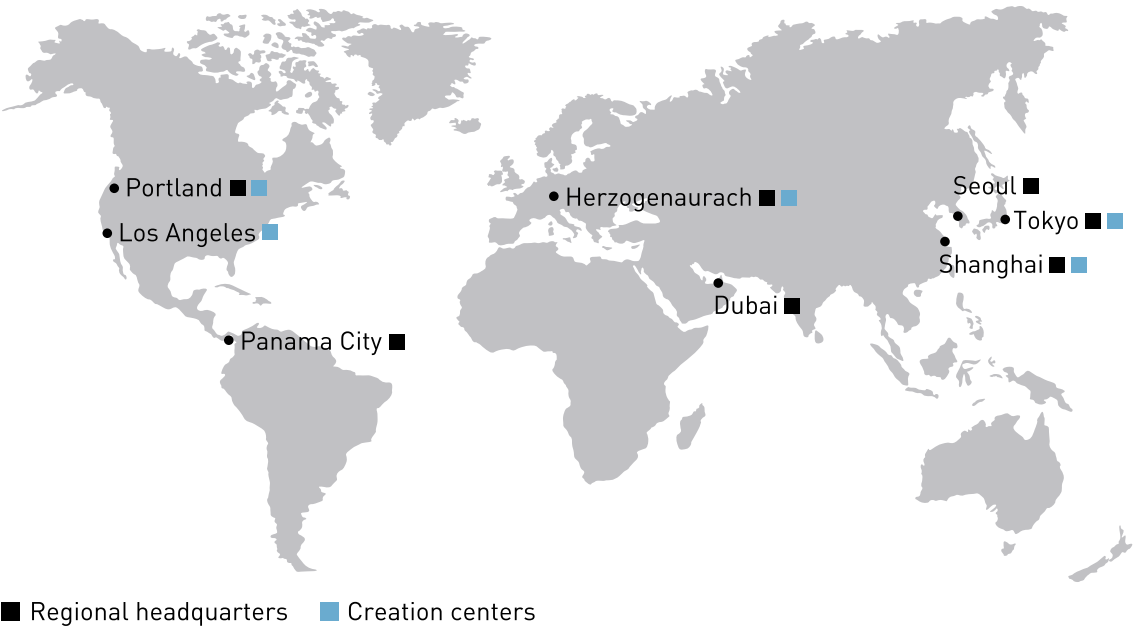 Portland
Los Angeles
Panama City
Herzogenaurach
Dubai
Seoul
Tokyo
Shanghai
Regional headquarters
Creation centers